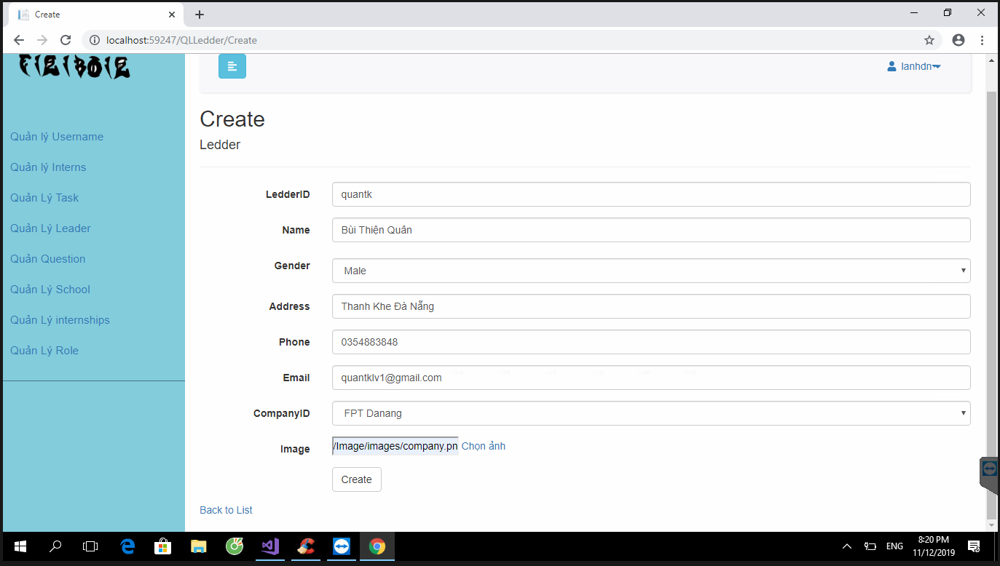 Create
localhost:59247/QLLedder/Create
lanhdn
Quản lý Username
Quản lý Interns
Quản Lý Task
Quản Lý Leader
Quản Question
Quản Lý School
Quản Lý internships
Quản Lý Role
Create
Ledder
LedderID quantk
Name Bùi Thiện Quân
Gender Male
Address Thanh Khe Đà Nẵng
Phone 0354883848
Email quantklv1@gmail.com
CompanyID FPT Danang
Image /Image/images/company.pn Chọn ảnh
Create
Back to List
ENG
8:20 PM
11/12/2019